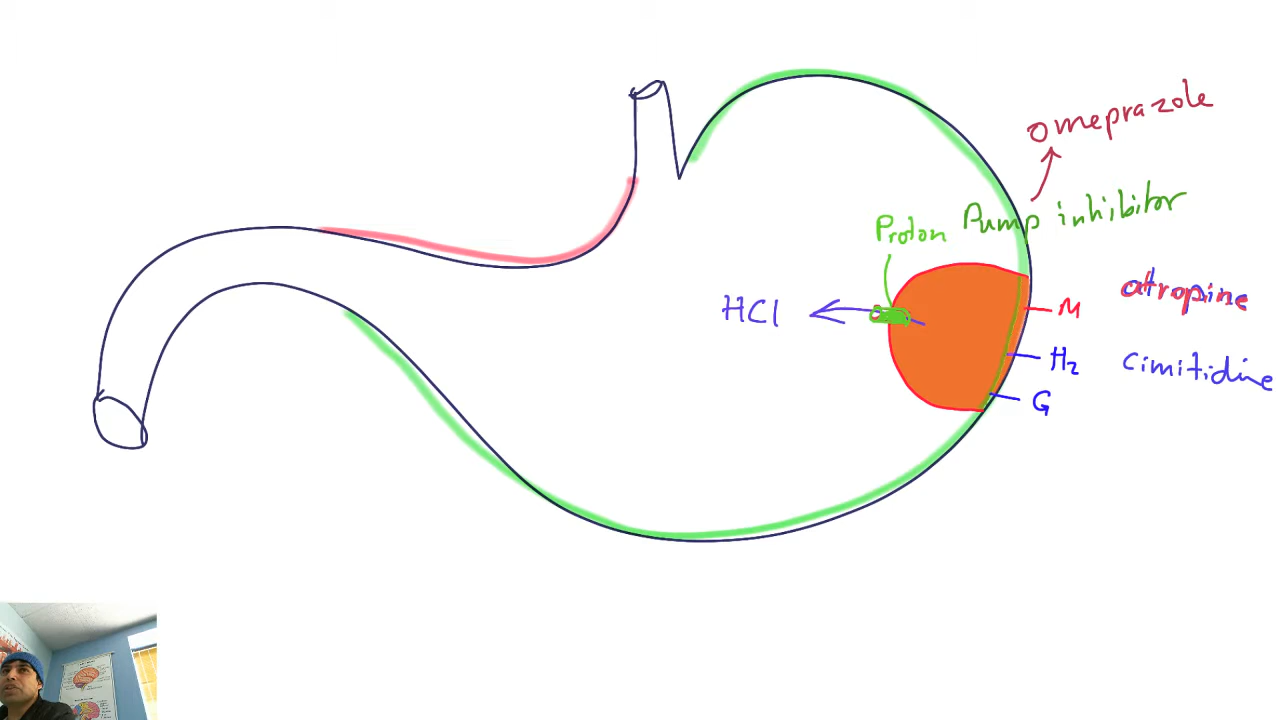 omeprazole
Proton Pump inhibitor
HCl
M atropine
H2 cimitidine
G